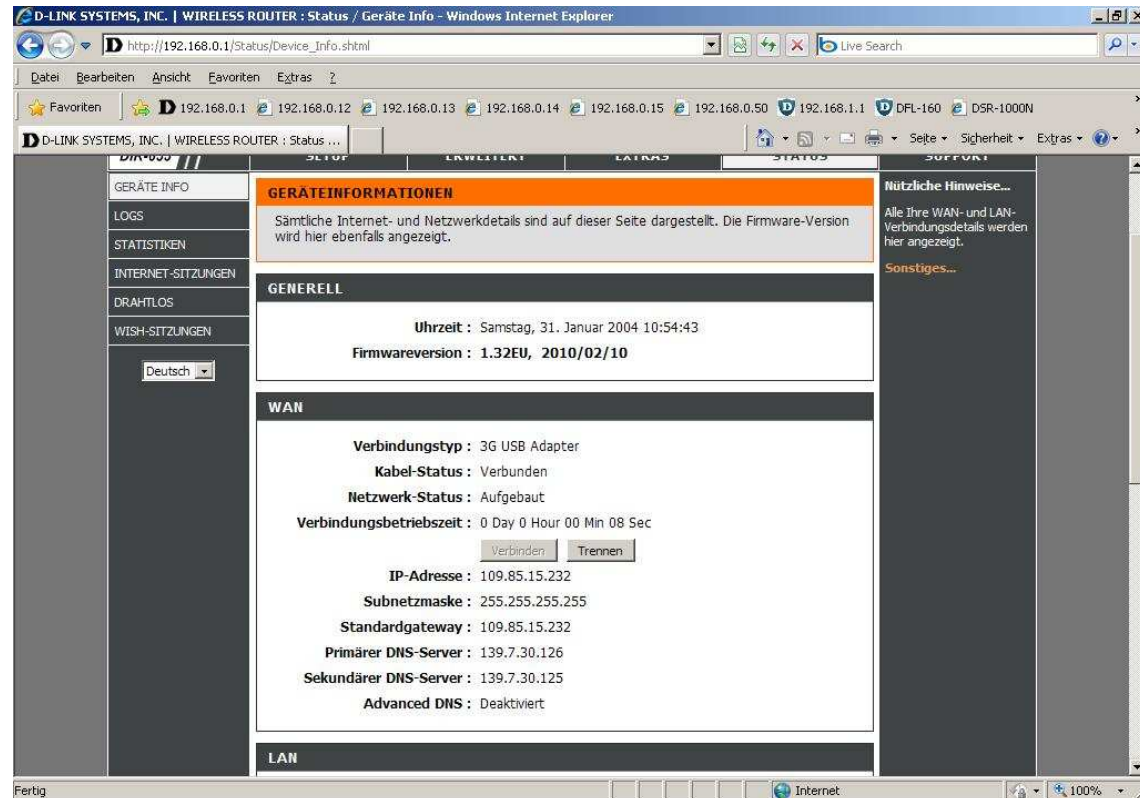 D-LINK SYSTEMS, INC. | WIRELESS ROUTER : Status / Geräte Info - Windows Internet Explorer
http://192.168.0.1/Status/Device_Info.shtml
Live Search
Datei Bearbeiten Ansicht Favoriten Extras ?
Favoriten 192.168.0.1 192.168.0.12 192.168.0.13 192.168.0.14 192.168.0.15 192.168.0.50 192.168.1.1 DFL-160 DSR-1000N
D-LINK SYSTEMS, INC. | WIRELESS ROUTER : Status ...
Seite Sicherheit Extras
DIR-655 SETUP ERWEITERT EXTRAS STATUS SUPPORT
GERÄTE INFO
LOGS
STATISTIKEN
INTERNET-SITZUNGEN
DRAHTLOS
WISH-SITZUNGEN
Deutsch
GERÄTEINFORMATIONEN
Sämtliche Internet- und Netzwerkdetails sind auf dieser Seite dargestellt. Die Firmware-Version
wird hier ebenfalls angezeigt.
GENERELL
Uhrzeit : Samstag, 31. Januar 2004 10:54:43
Firmwareversion : 1.32EU, 2010/02/10
WAN
Verbindungstyp : 3G USB Adapter
Kabel-Status : Verbunden
Netzwerk-Status : Aufgebaut
Verbindungsbetriebszeit : 0 Day 0 Hour 00 Min 08 Sec
Verbinden Trennen
IP-Adresse : 109.85.15.232
Subnetzmaske : 255.255.255.255
Standardgateway : 109.85.15.232
Primärer DNS-Server : 139.7.30.126
Sekundärer DNS-Server : 139.7.30.125
Advanced DNS : Deaktiviert
LAN
Nützliche Hinweise...
Alle Ihre WAN- und LAN-
Verbindungsdetails werden
hier angezeigt.
Sonstiges...
Fertig
Internet
100%